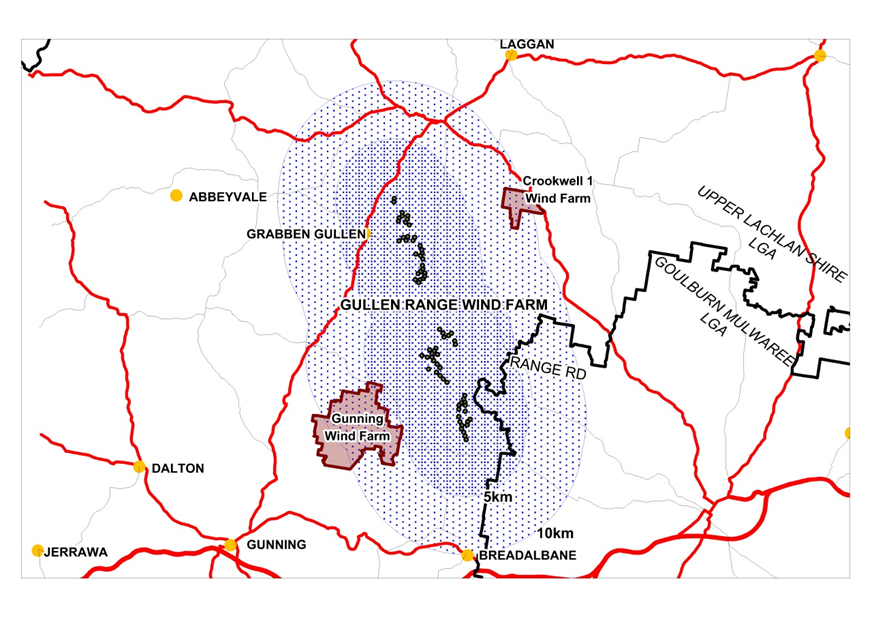 LAGGAN
Crookwell 1
Wind Farm
ABBEYVALE
UPPER LACHLAN SHIRE
LGA
GRABBEN GULLEN
GOULBURN MULWAREE
LGA
GULLEN RANGE WIND FARM
RANGE RD
Gunning
Wind Farm
DALTON
5km
10km
GUNNING
JERRAWA
BREADALBANE